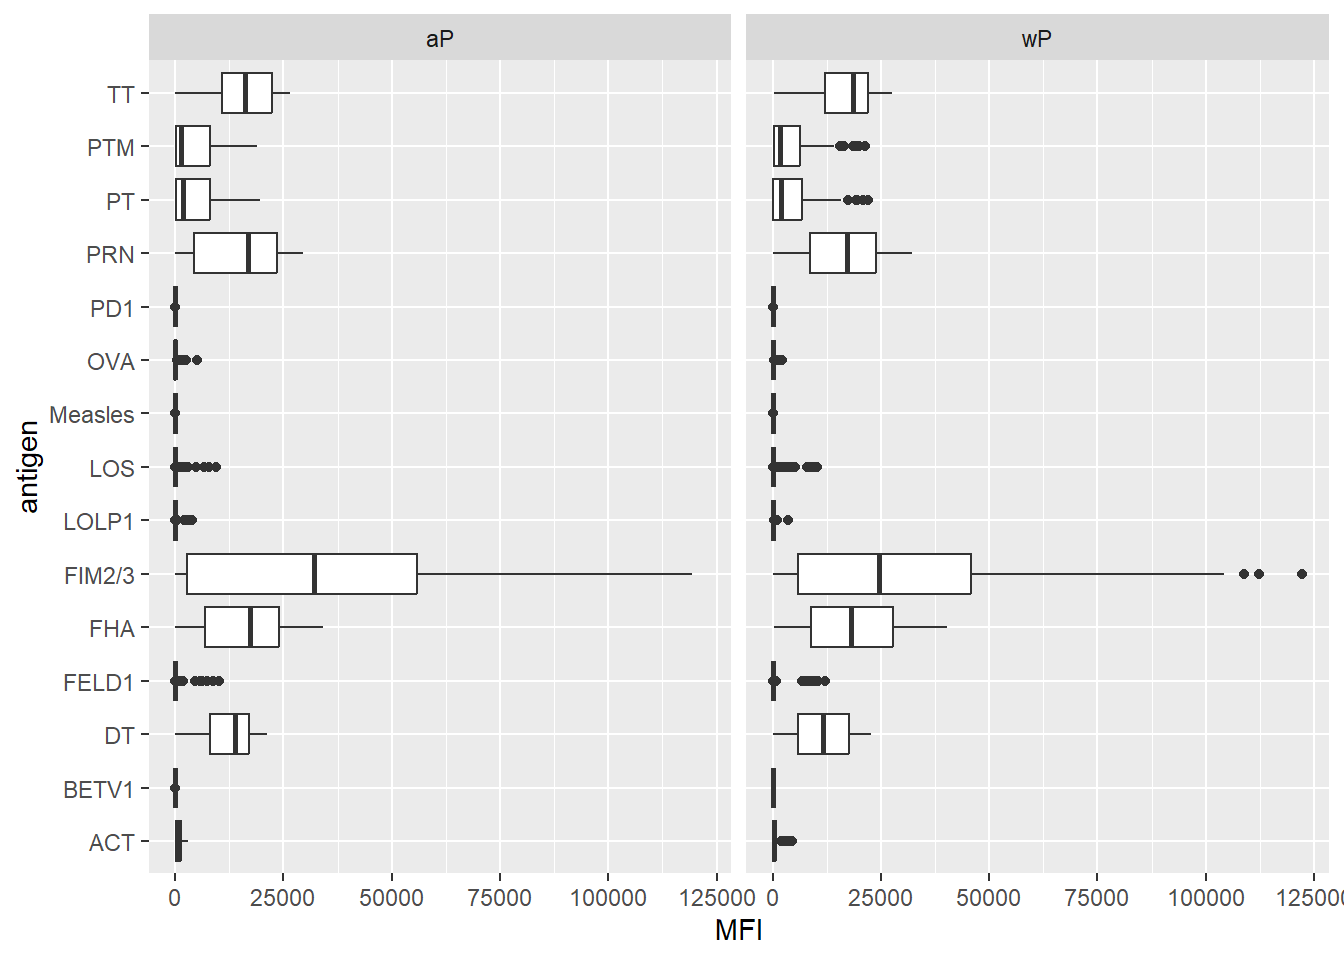 aP wP
TT
PTM
PT
PRN
PD1
OVA
Measles
LOS
LOLP1
FIM2/3
FHA
FELD1
DT
BETV1
ACT
antigen
0 25000 50000 75000 100000 125000 0 25000 50000 75000 100000 125000
MFI